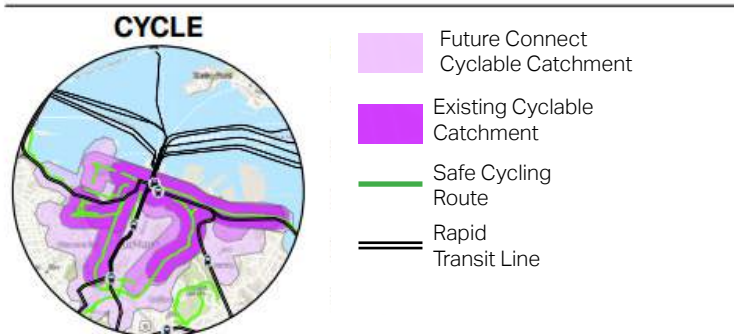 CYCLE
Future Connect
Cyclable Catchment
Existing Cyclable
Catchment
Safe Cycling
Route
Rapid
Transit Line